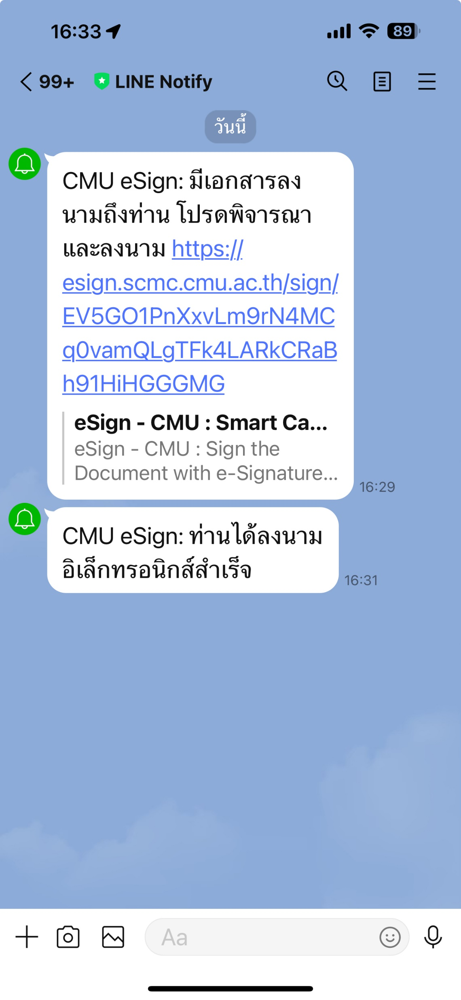 16:33
89
99+ LINE Notify
วันนี้
CMU eSign: มีเอกสารลง
นามถึงท่าน โปรดพิจารณา
และลงนาม https://
esign.scmc.cmu.ac.th/sign/
EV5GO1PnXxvLm9rN4MC
q0vamQLgTFk4LARkCRaB
h91HiHGGGMG
eSign - CMU : Smart Ca...
eSign - CMU : Sign the
Document with e-Signature...
16:29
CMU eSign: ท่านได้ลงนาม
อิเล็กทรอนิกส์สำเร็จ
16:31
Aa